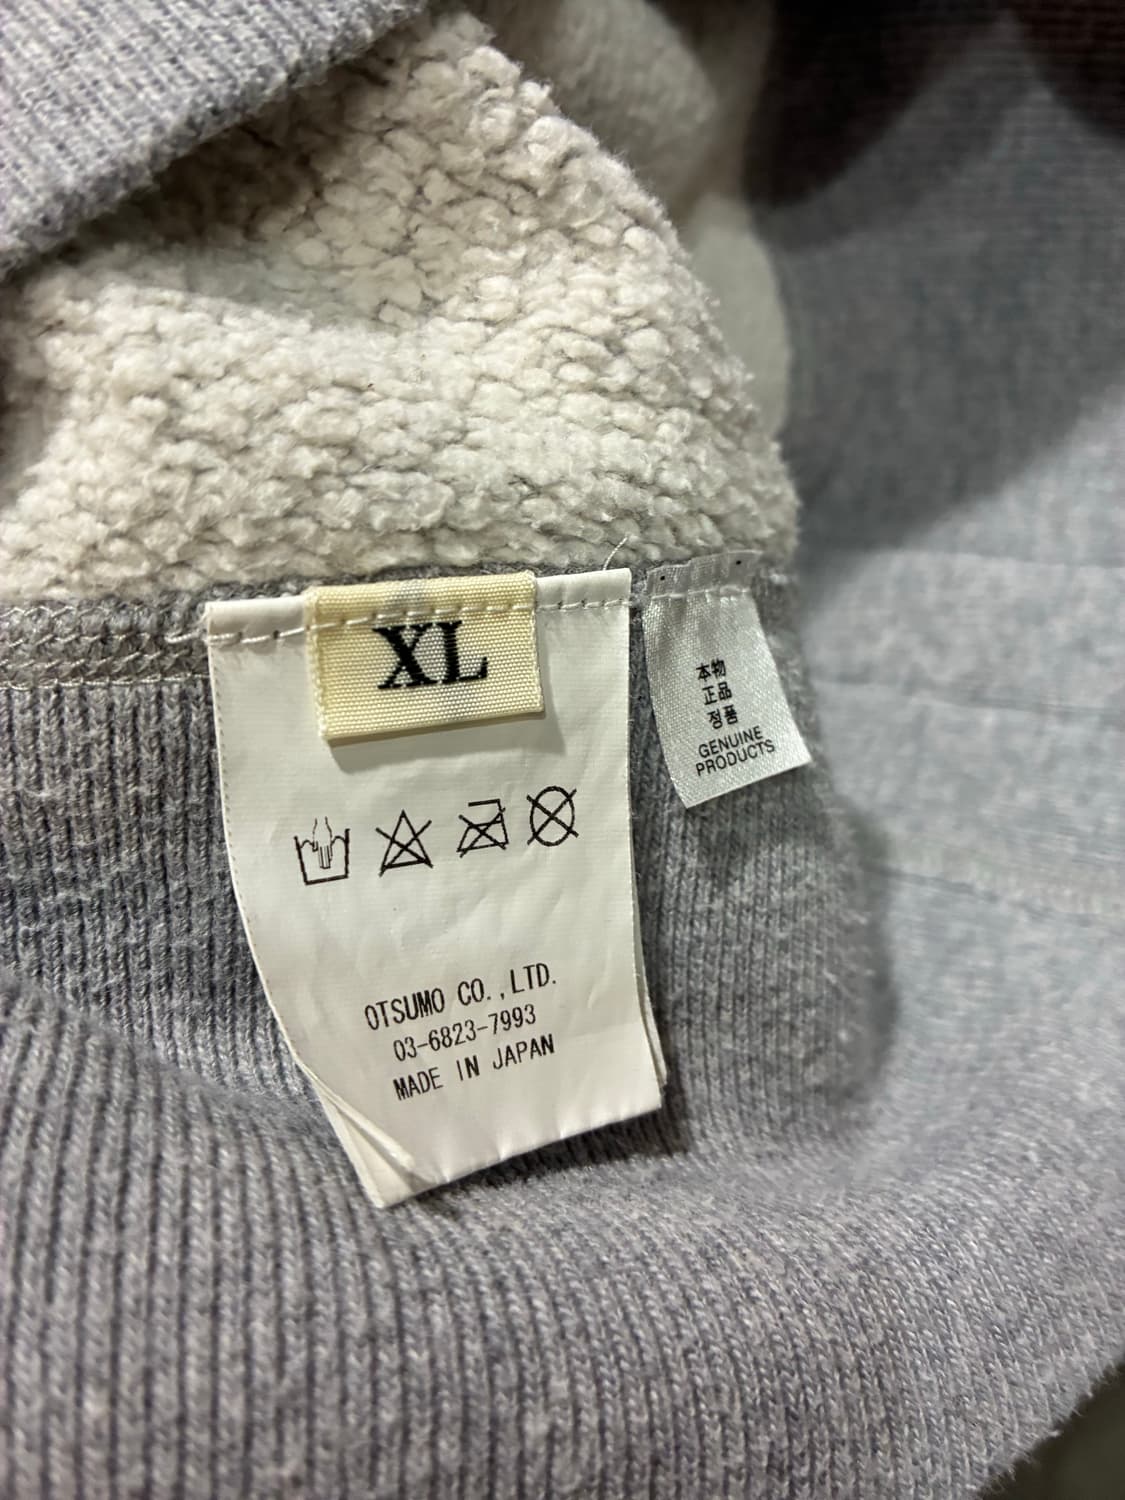 XL
本物
正品
정품
GENUINE
PRODUCTS
OTSUMO CO.,LTD.
03-6823-7993
MADE IN JAPAN